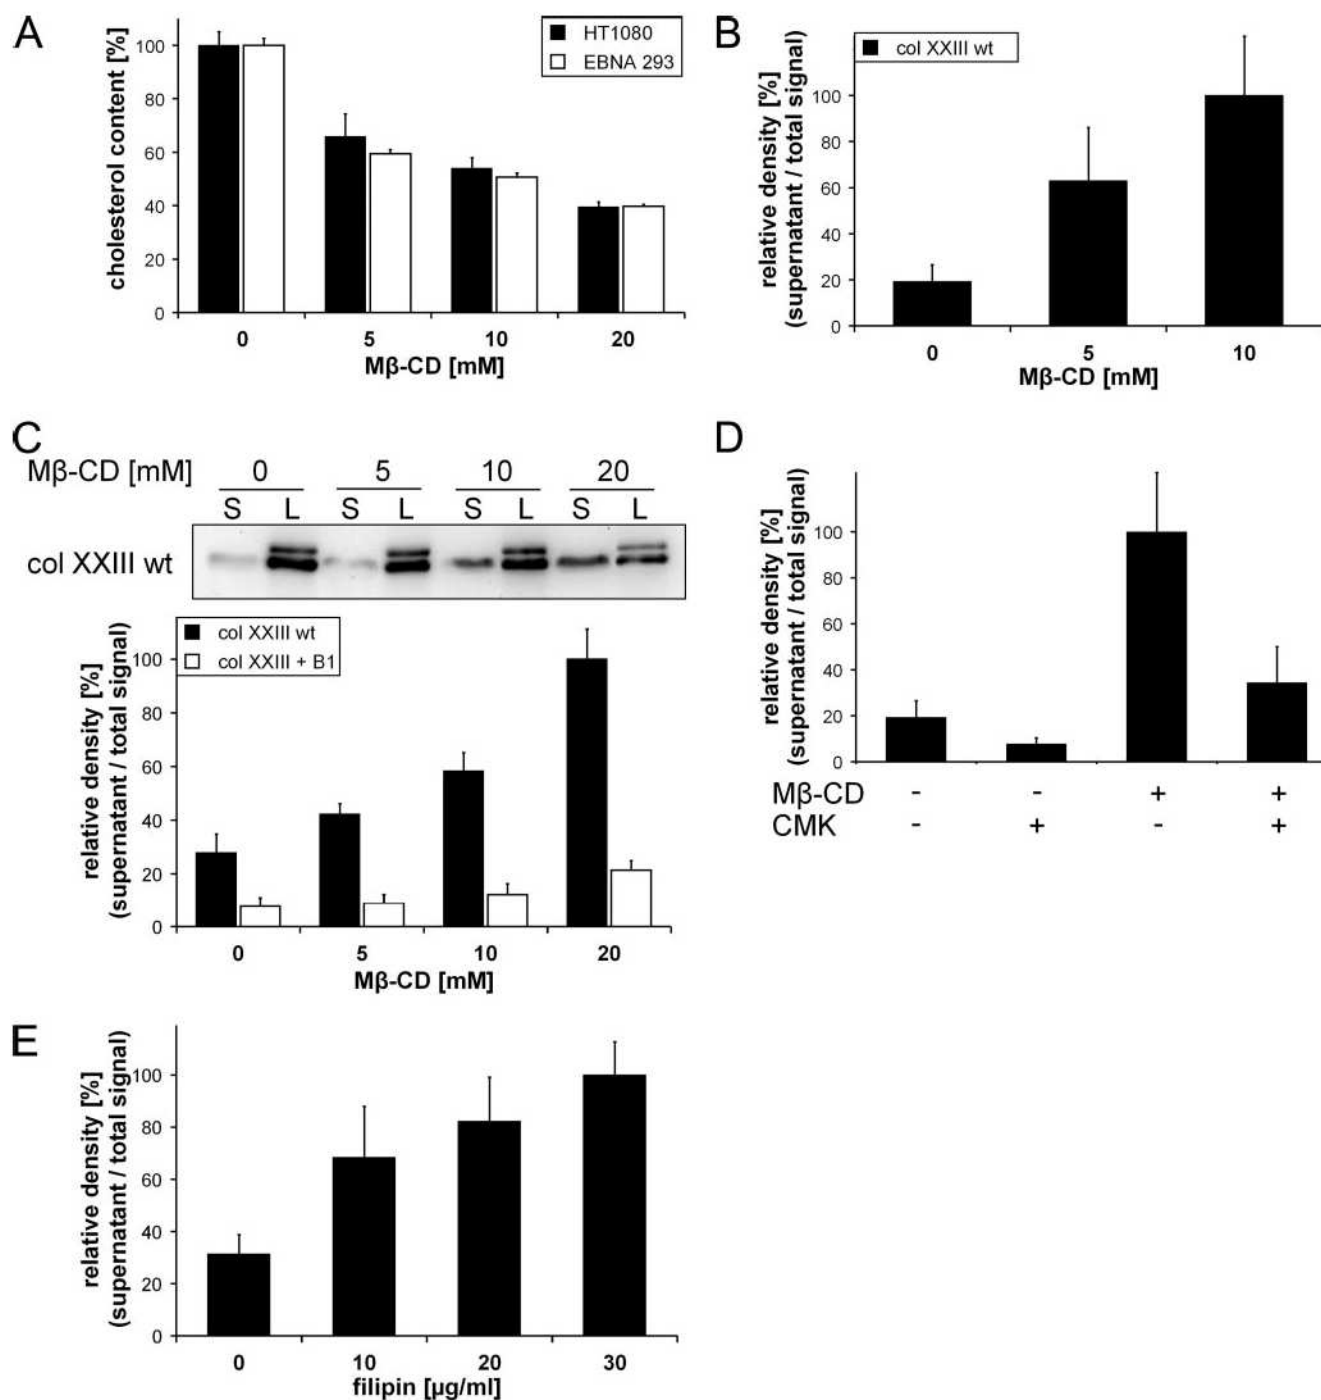 A
cholesterol content [%]
100
80
60
40
20
0
HT1080
EBNA 293
0 5 10 20
Mβ-CD [mM]
B
relative density [%]
(supernatant / total signal)
100
80
60
40
20
0
col XXIII wt
0 5 10
Mβ-CD [mM]
C
Mβ-CD [mM] 0 5 10 20
S L S L S L S L
col XXIII wt
relative density [%]
(supernatant / total signal)
col XXIII wt
col XXIII + B1
100
80
60
40
20
0
0 5 10 20
Mβ-CD [mM]
D
relative density [%]
(supernatant / total signal)
100
80
60
40
20
0
Mβ-CD - - + +
CMK - + - +
E
relative density [%]
(supernatant / total signal)
100
80
60
40
20
0
0 10 20 30
filipin [µg/ml]